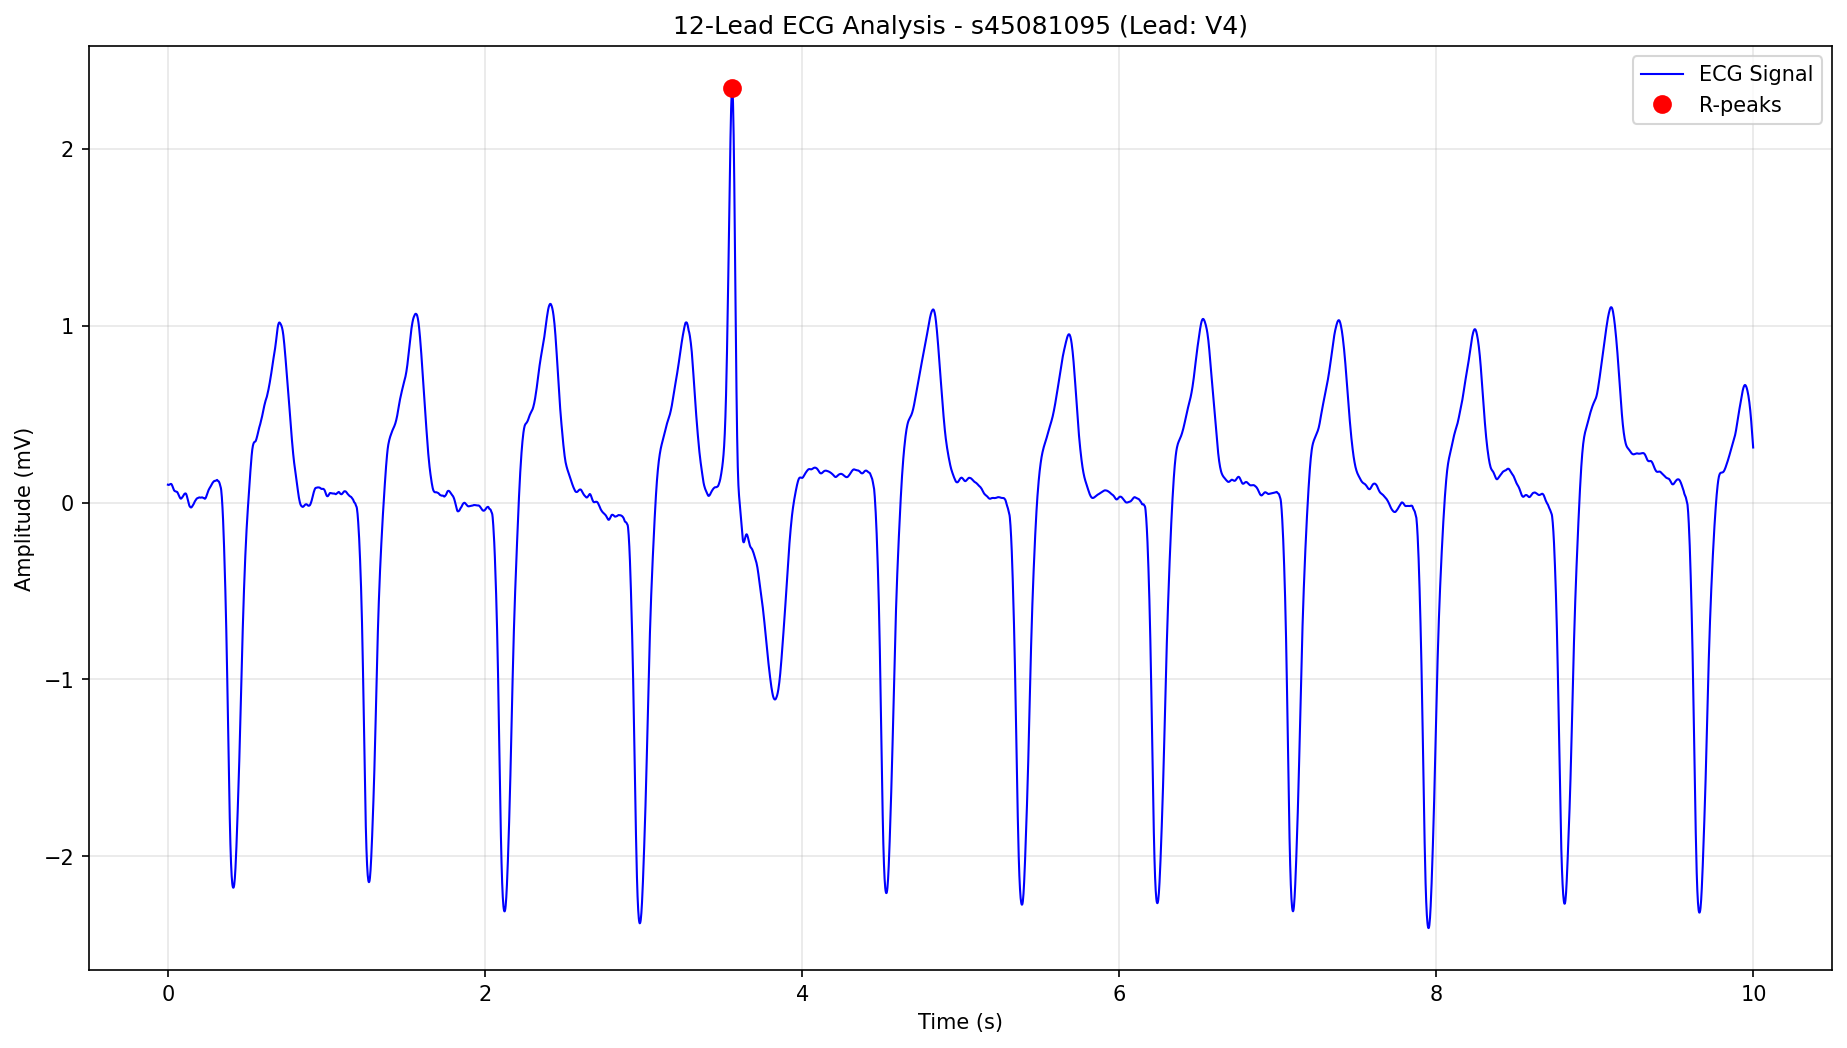 12-Lead ECG Analysis - s45081095 (Lead: V4)
ECG Signal
R-peaks
Amplitude (mV)
2
1
0
−1
−2
0 2 4 6 8 10
Time (s)